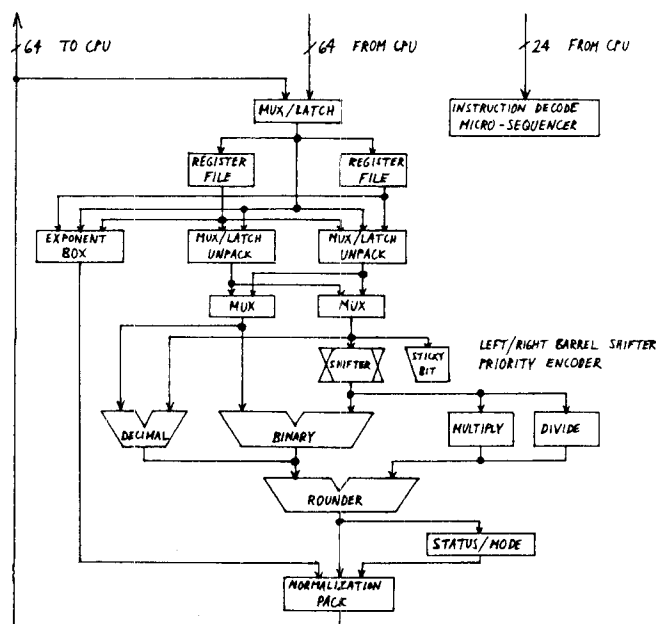 64 TO CPU
64 FROM CPU
24 FROM CPU
MUX/LATCH
INSTRUCTION DECODE
MICRO-SEQUENCER
REGISTER
FILE
REGISTER
FILE
EXPONENT
BOX
MUX/LATCH
UNPACK
MUX/LATCH
UNPACK
MUX
MUX
SHIFTER
STICKY
BIT
LEFT/RIGHT BARREL SHIFTER
PRIORITY ENCODER
DECIMAL
BINARY
MULTIPLY
DIVIDE
ROUNDER
STATUS/MODE
NORMALIZATION
PACK